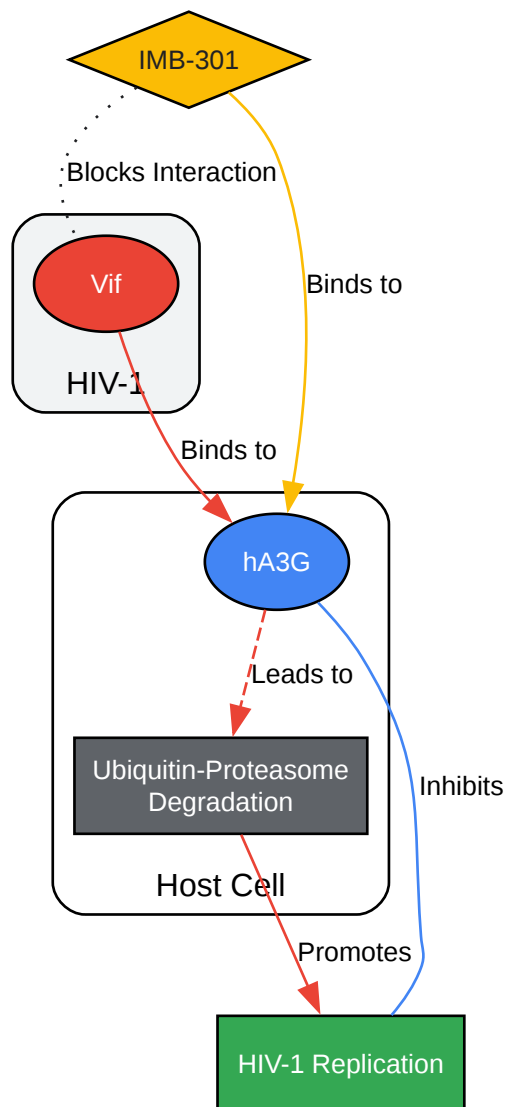 IMB-301
Blocks Interaction
Vif
Binds to
HIV-1
Binds to
hA3G
Leads to
Ubiquitin-Proteasome
Degradation
Inhibits
Host Cell
Promotes
HIV-1 Replication